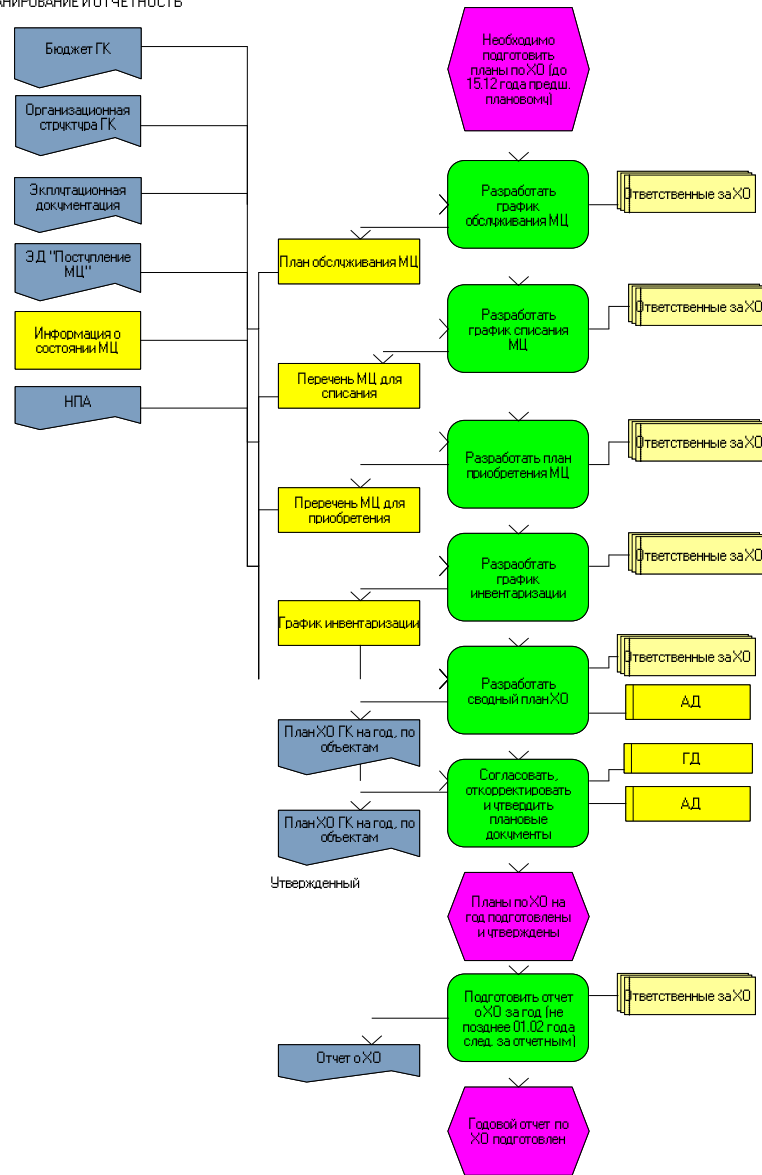 АНИРОВАНИЕ И ОТЧЕТНОСТЬ
Бюджет ГК
Необходимо
подготовить
планы по ХО (до
15.12 года предш.
плановому)
Организационная
структура ГК
Экплутационная
документация
Разработать
график
обслуживания МЦ
Ответственные за ХО
План обслуживания МЦ
ЭД "Поступление
МЦ"
Информация о
состоянии МЦ
Разработать
график списания
МЦ
Ответственные за ХО
Перечень МЦ для
списания
НПА
Разработать план
приобретения МЦ
Ответственные за ХО
Преречень МЦ для
приобретения
Разраобтать
график
инвентаризации
Ответственные за ХО
График инвентаризации
Разработать
сводный план ХО
Ответственные за ХО
АД
План ХО ГК на год, по
объектам
Согласовать,
откорректировать
и утвердить
плановые
документы
ГД
АД
План ХО ГК на год, по
объектам
Утвержденный
Планы по ХО на
год подготовлены
и утверждены
Подготовить отчет
о ХО за год (не
позднее 01.02 года
след. за отчетным)
Ответственные за ХО
Отчет о ХО
Годовой отчет по
ХО подготовлен